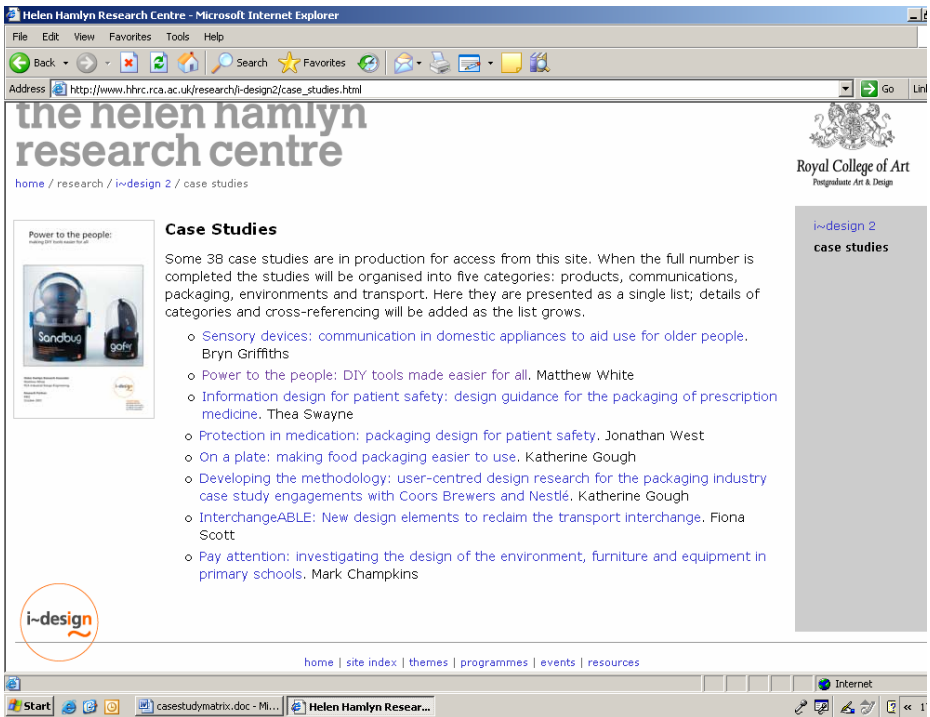 Helen Hamlyn Research Centre - Microsoft Internet Explorer
File Edit View Favorites Tools Help
Back Search Favorites
Address http://www.hhrc.rca.ac.uk/research/i-design2/case_studies.html Go
the helen hamlyn
research centre
home / research / i~design 2 / case studies
Royal College of Art
Postgraduate Art & Design
i~design 2
case studies
Power to the people:
making DIY tools easier for all
Sandbug
gofer
Case Studies
Some 38 case studies are in production for access from this site. When the full number is
completed the studies will be organised into five categories: products, communications,
packaging, environments and transport. Here they are presented as a single list; details of
categories and cross-referencing will be added as the list grows.
Sensory devices: communication in domestic appliances to aid use for older people.
Bryn Griffiths
Power to the people: DIY tools made easier for all. Matthew White
Information design for patient safety: design guidance for the packaging of prescription
medicine. Thea Swayne
Protection in medication: packaging design for patient safety. Jonathan West
On a plate: making food packaging easier to use. Katherine Gough
Developing the methodology: user-centred design research for the packaging industry
case study engagements with Coors Brewers and Nestlé. Katherine Gough
InterchangeABLE: New design elements to reclaim the transport interchange. Fiona
Scott
Pay attention: investigating the design of the environment, furniture and equipment in
primary schools. Mark Champkins
i~design
home | site index | themes | programmes | events | resources
Internet
Start casestudymatrix.doc - Mi... Helen Hamlyn Resear...